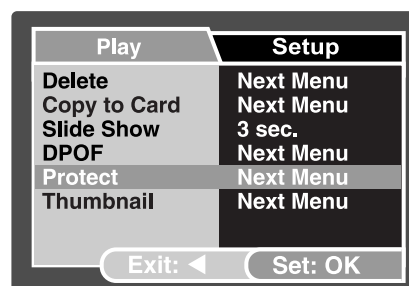 Play Setup
Delete Next Menu
Copy to Card Next Menu
Slide Show 3 sec.
DPOF Next Menu
Protect Next Menu
Thumbnail Next Menu
Exit: ◀ Set: OK